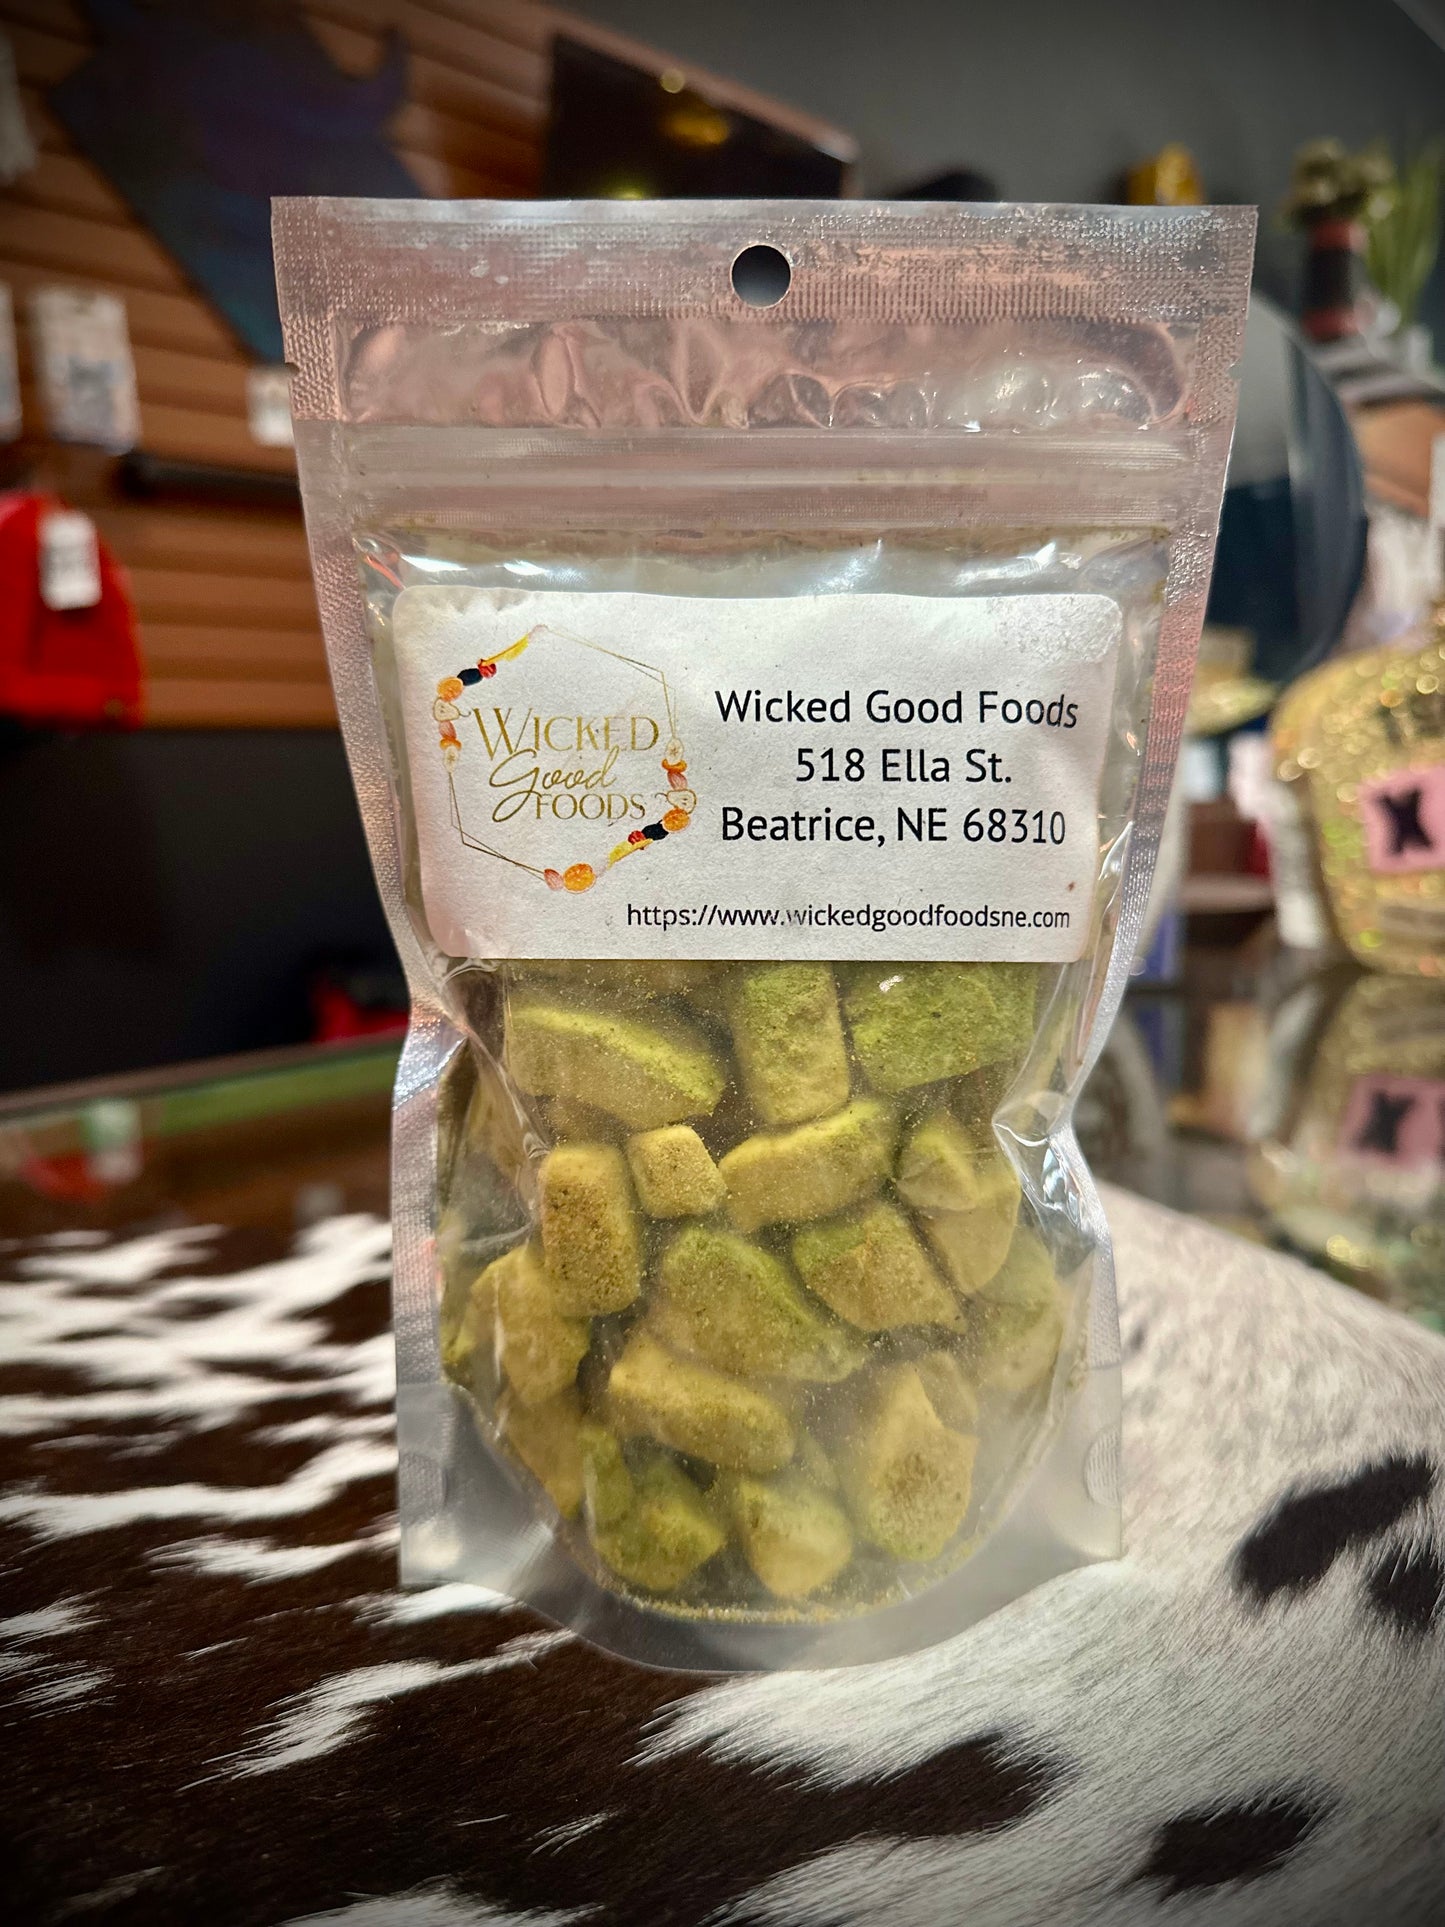 WICKED
Good
FOODS
Wicked Good Foods
518 Ella St.
Beatrice, NE 68310
https://www.wickedgoodfoodsne.com